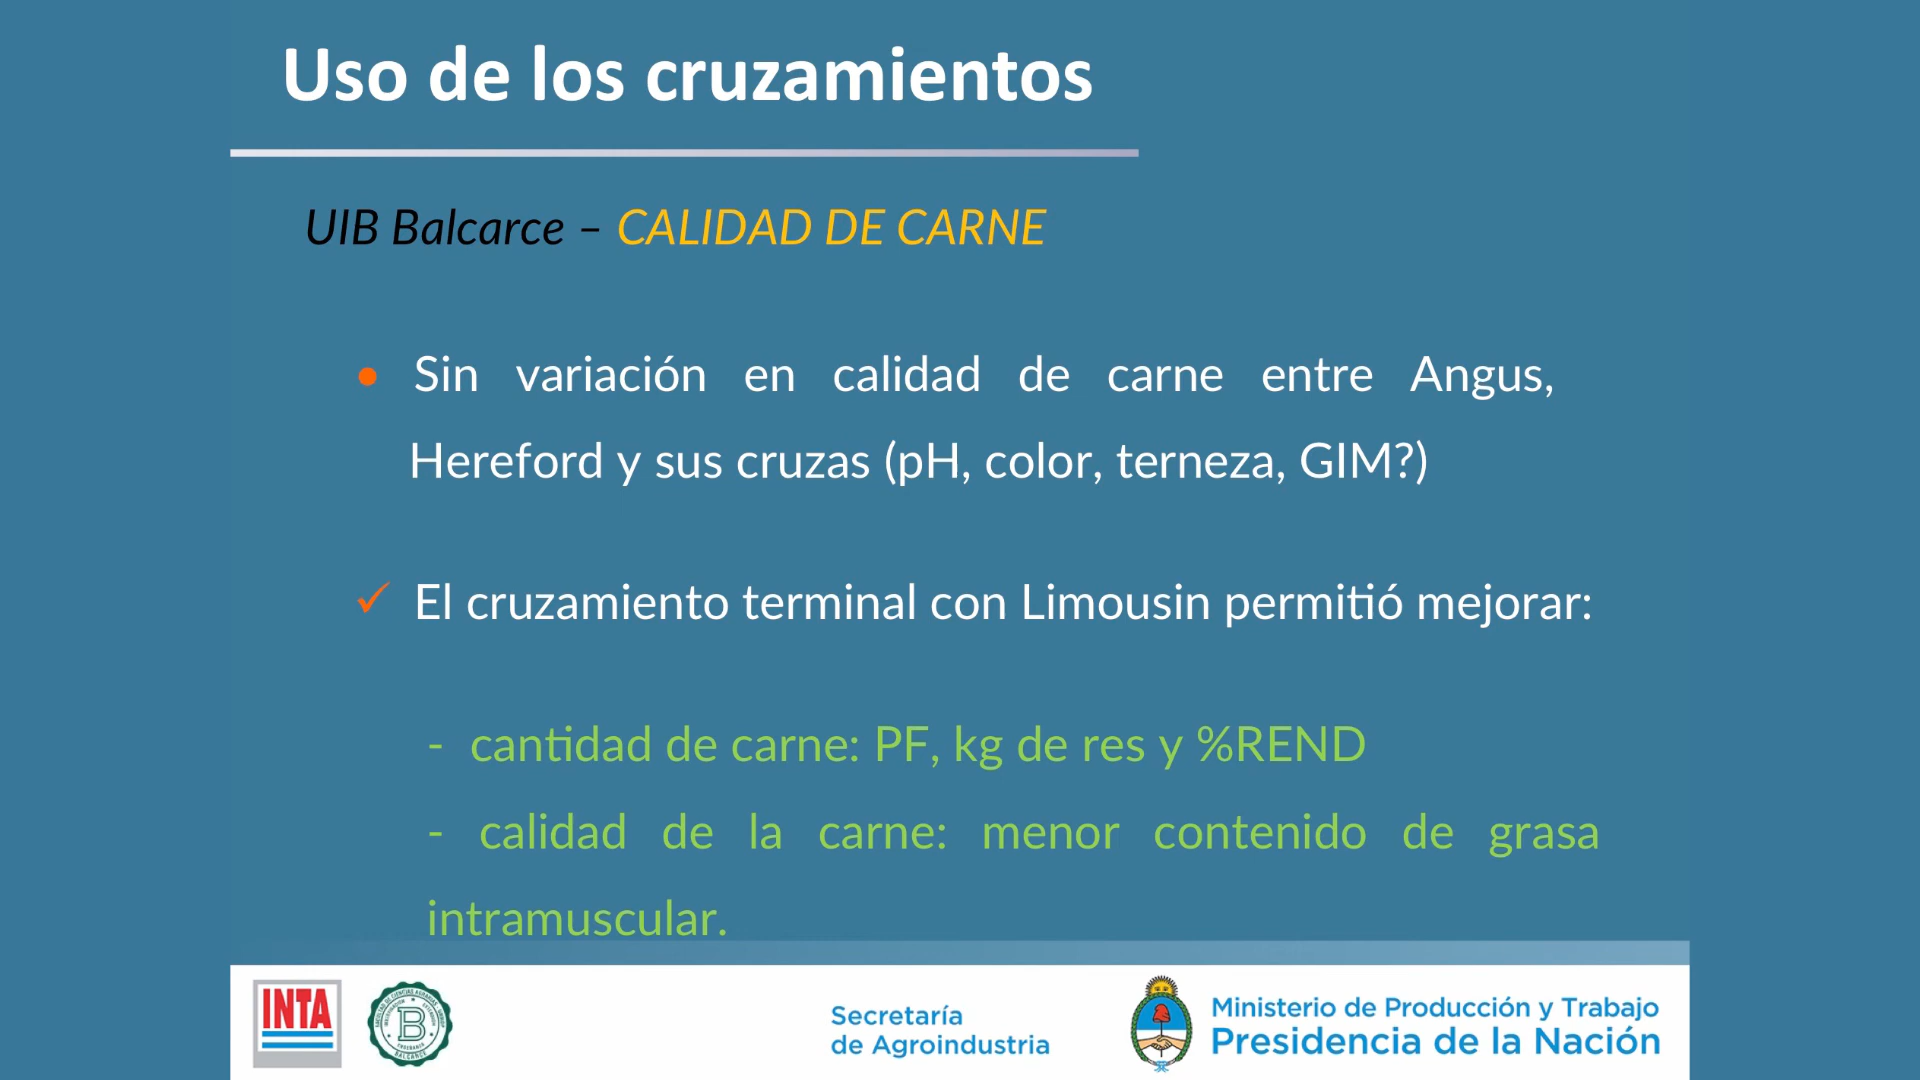 Uso de los cruzamientos
UIB Balcarce – CALIDAD DE CARNE
• Sin variación en calidad de carne entre Angus,
Hereford y sus cruzas (pH, color, terneza, GIM?)
✓ El cruzamiento terminal con Limousin permitió mejorar:
- cantidad de carne: PF, kg de res y %REND
- calidad de la carne: menor contenido de grasa
intramuscular.
INTA
B
BALCARCE
Secretaría
de Agroindustria
Ministerio de Producción y Trabajo
Presidencia de la Nación